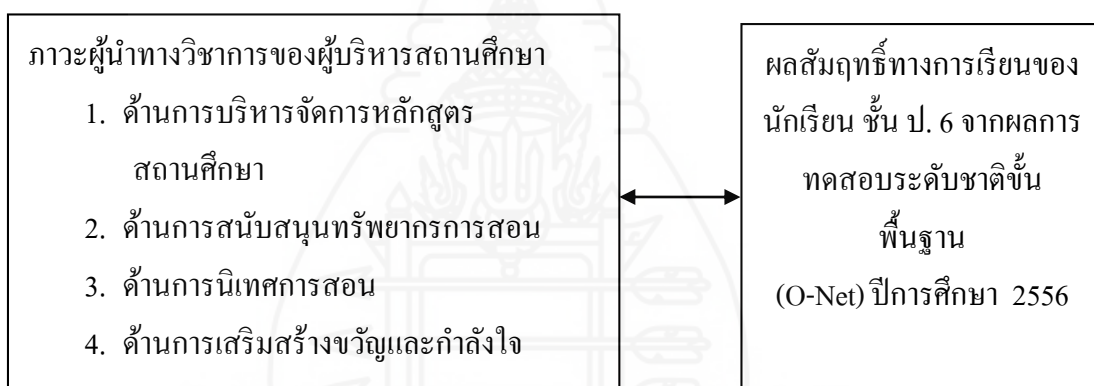 ภาวะผู้นำทางวิชาการของผู้บริหารสถานศึกษา
1. ด้านการบริหารจัดการหลักสูตร
สถานศึกษา
2. ด้านการสนับสนุนทรัพยากรการสอน
3. ด้านการนิเทศการสอน
4. ด้านการเสริมสร้างขวัญและกำลังใจ
ผลสัมฤทธิ์ทางการเรียนของ
นักเรียน ชั้น ป. 6 จากผลการ
ทดสอบระดับชาติขั้น
พื้นฐาน
(O-Net) ปีการศึกษา 2556